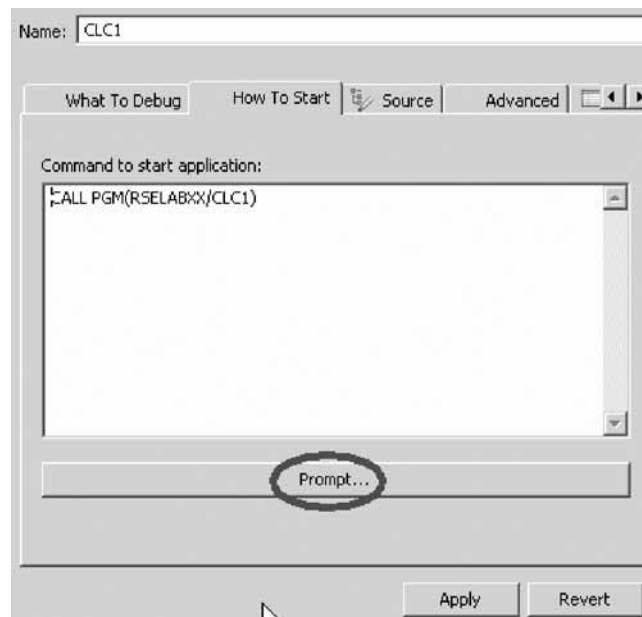 Name: CLC1
What To Debug How To Start Source Advanced
Command to start application:
CALL PGM(RSELABXX/CLC1)
Prompt...
Apply Revert